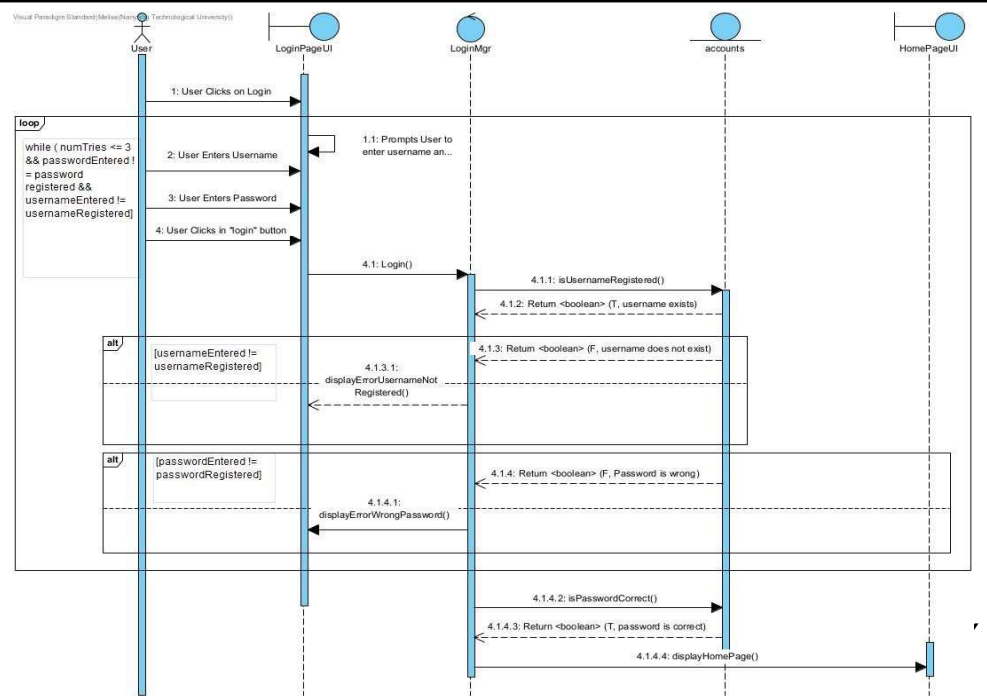 Visual Paradigm Standard(Melise(Nanyang Technological University))
User
LoginPageUI
LoginMgr
accounts
HomePageUI
1: User Clicks on Login
loop
while ( numTries <= 3
&& passwordEntered !
= password
registered &&
usernameEntered !=
usernameRegistered]
1.1: Prompts User to
enter username an...
2: User Enters Username
3: User Enters Password
4: User Clicks in "login" button
4.1: Login()
4.1.1: isUsernameRegistered()
4.1.2: Return <boolean> (T, username exists)
alt
[usernameEntered !=
usernameRegistered]
4.1.3: Return <boolean> (F, username does not exist)
4.1.3.1:
displayErrorUsernameNot
Registered()
alt
[passwordEntered !=
passwordRegistered]
4.1.4: Return <boolean> (F, Password is wrong)
4.1.4.1:
displayErrorWrongPassword()
4.1.4.2: isPasswordCorrect()
4.1.4.3: Return <boolean> (T, password is correct)
4.1.4.4: displayHomePage()